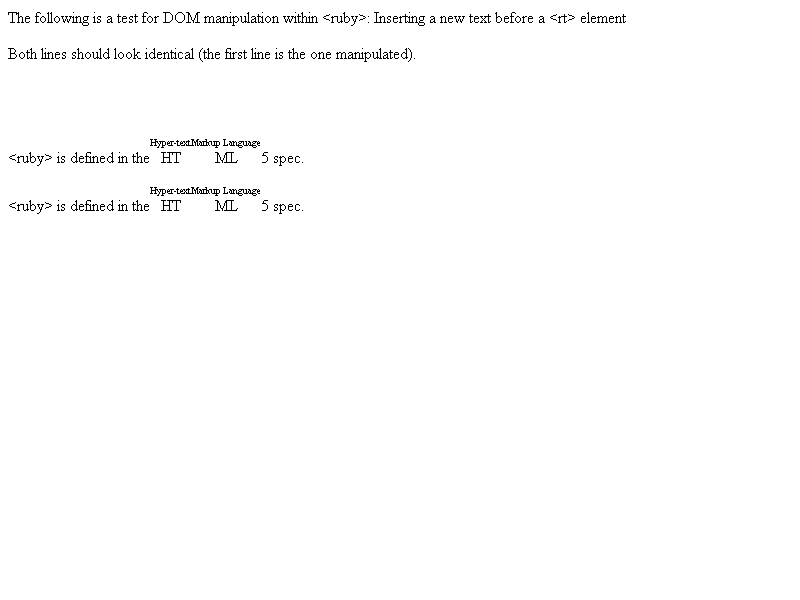 The following is a test for DOM manipulation within <ruby>: Inserting a new text before a <rt> element
Both lines should look identical (the first line is the one manipulated).
Hyper-text Markup Language
<ruby> is defined in the HT ML 5 spec.
Hyper-text Markup Language
<ruby> is defined in the HT ML 5 spec.